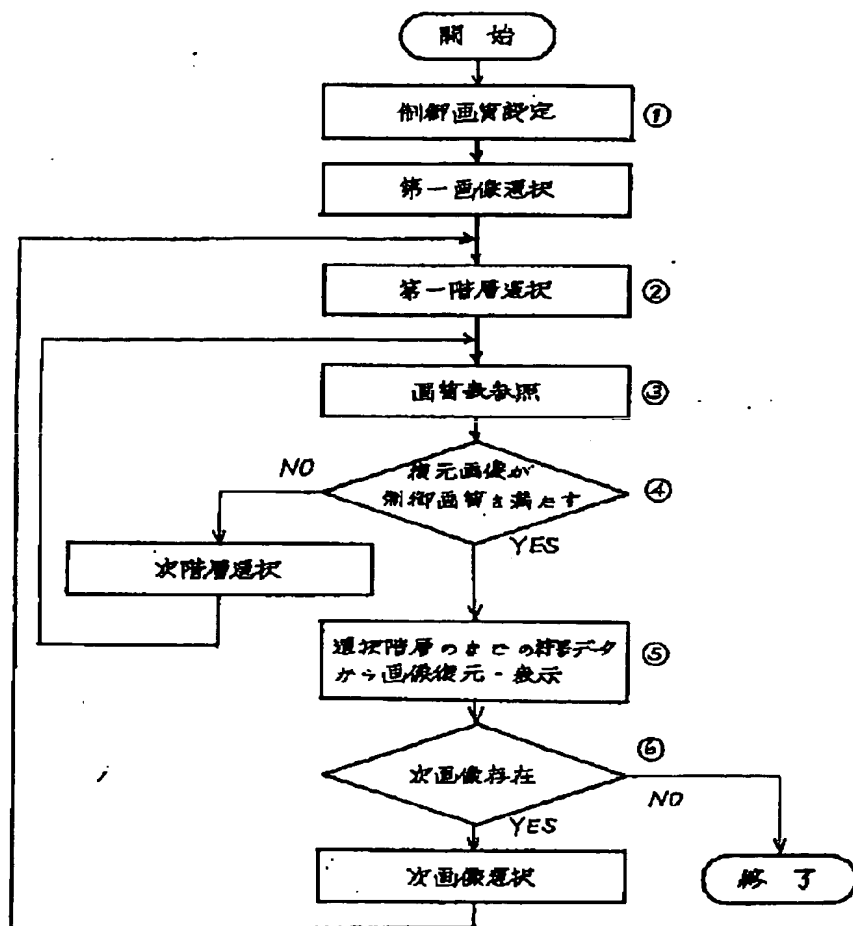 開始
制御画質設定
①
第一画像選択
第一階層選択
②
画質表参照
③
NO
復元画像が
制御画質を満たす
④
YES
次階層選択
選択階層のまでの符号データ
から画像復元・表示
⑤
⑥
次画像存在
NO
YES
次画像選択
終了